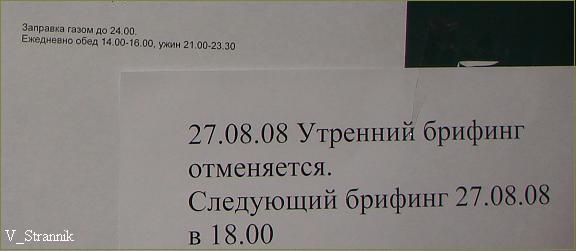 Заправка газом до 24.00.
Ежедневно обед 14.00-16.00, ужин 21.00-23.30
27.08.08 Утренний брифинг
отменяется.
Следующий брифинг 27.08.08
в 18.00
V_Strannik